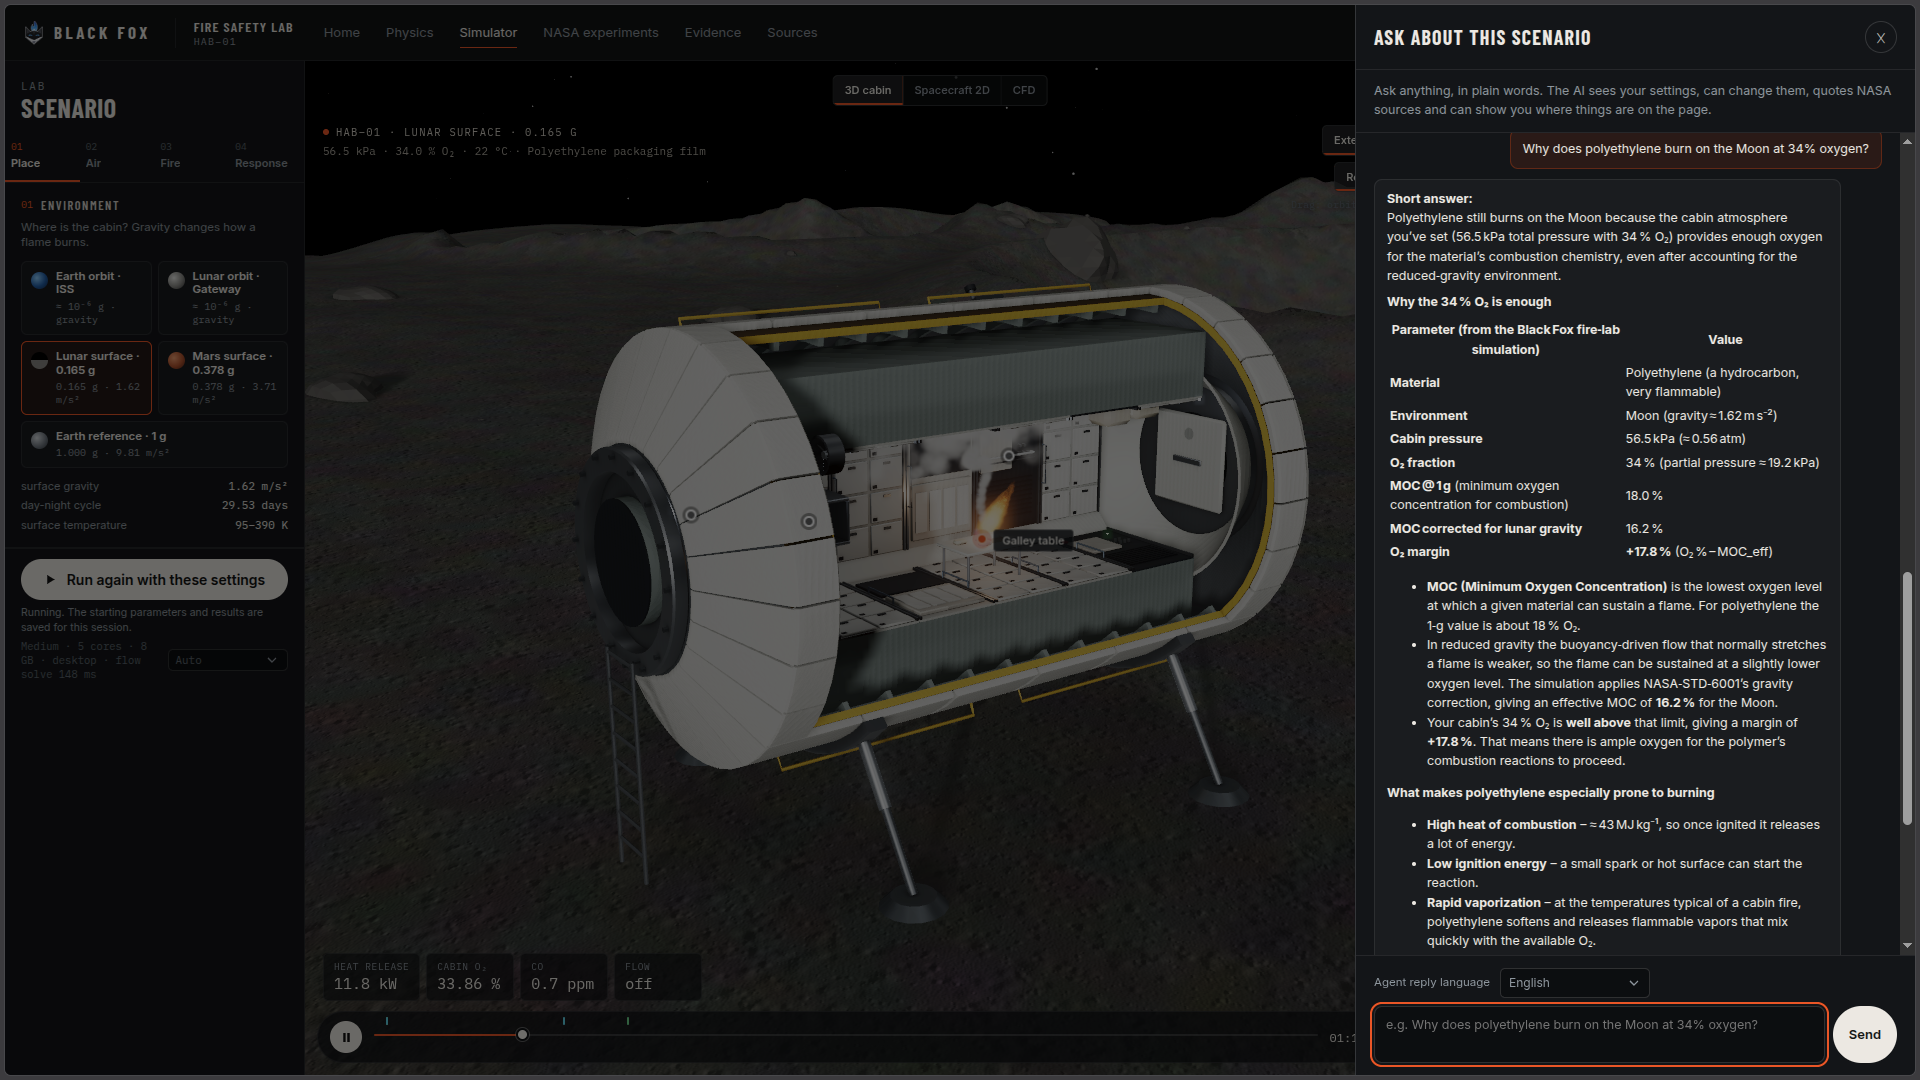 BLACK FOX
FIRE SAFETY LAB
HAB-01
Home
Physics
Simulator
NASA experiments
Evidence
Sources
LAB
SCENARIO
01
Place
02
Air
03
Fire
04
Response
01 ENVIRONMENT
Where is the cabin? Gravity changes how a
flame burns.
Earth orbit ·
ISS
≈ 10⁻⁶ g ·
gravity
Lunar orbit ·
Gateway
≈ 10⁻⁶ g ·
gravity
Lunar surface ·
0.165 g
0.165 g · 1.62
m/s²
Mars surface ·
0.378 g
0.378 g · 3.71
m/s²
Earth reference · 1 g
1.000 g · 9.81 m/s²
surface gravity 1.62 m/s²
day-night cycle 29.53 days
surface temperature 95–390 K
Run again with these settings
Running. The starting parameters and results are
saved for this session.
Medium · 5 cores · 8
GB · desktop · flow
solve 148 ms
Auto
3D cabin
Spacecraft 2D
CFD
HAB-01 · LUNAR SURFACE · 0.165 G
56.5 kPa · 34.0 % O₂ · 22 °C · Polyethylene packaging film
Galley table
HEAT RELEASE
11.8 kW
CABIN O₂
33.86 %
CO
0.7 ppm
FLOW
off
ASK ABOUT THIS SCENARIO
X
Ask anything, in plain words. The AI sees your settings, can change them, quotes NASA
sources and can show you where things are on the page.
Why does polyethylene burn on the Moon at 34% oxygen?
Short answer:
Polyethylene still burns on the Moon because the cabin atmosphere
you've set (56.5 kPa total pressure with 34 % O₂) provides enough oxygen
for the material's combustion chemistry, even after accounting for the
reduced‑gravity environment.
Why the 34 % O₂ is enough
Parameter (from the Black Fox fire‑lab
simulation)
Value
Material
Polyethylene (a hydrocarbon,
very flammable)
Environment
Moon (gravity ≈ 1.62 m s⁻²)
Cabin pressure
56.5 kPa (≈ 0.56 atm)
O₂ fraction
34 % (partial pressure ≈ 19.2 kPa)
MOC @ 1 g (minimum oxygen
concentration for combustion)
18.0 %
MOC corrected for lunar gravity
16.2 %
O₂ margin
+17.8 % (O₂ % – MOC_eff)
• MOC (Minimum Oxygen Concentration) is the lowest oxygen level
at which a given material can sustain a flame. For polyethylene the
1‑g value is about 18 % O₂.
• In reduced gravity the buoyancy‑driven flow that normally stretches
a flame is weaker, so the flame can be sustained at a slightly lower
oxygen level. The simulation applies NASA‑STD‑6001's gravity
correction, giving an effective MOC of 16.2 % for the Moon.
• Your cabin's 34 % O₂ is well above that limit, giving a margin of
+17.8 %. That means there is ample oxygen for the polymer's
combustion reactions to proceed.
What makes polyethylene especially prone to burning
• High heat of combustion – ≈ 43 MJ kg⁻¹, so once ignited it releases
a lot of energy.
• Low ignition energy – a small spark or hot surface can start the
reaction.
• Rapid vaporization – at the temperatures typical of a cabin fire,
polyethylene softens and releases flammable vapors that mix
quickly with the available O₂.
Agent reply language
English
e.g. Why does polyethylene burn on the Moon at 34% oxygen?
Send